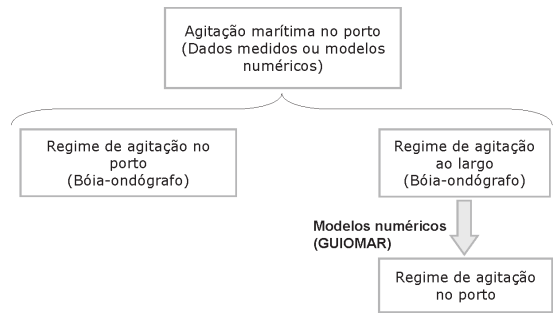 Agitação marítima no porto
(Dados medidos ou modelos
numéricos)
Regime de agitação no
porto
(Bóia-ondógrafo)
Regime de agitação
ao largo
(Bóia-ondógrafo)
Modelos numéricos
(GUIOMAR)
Regime de agitação
no porto